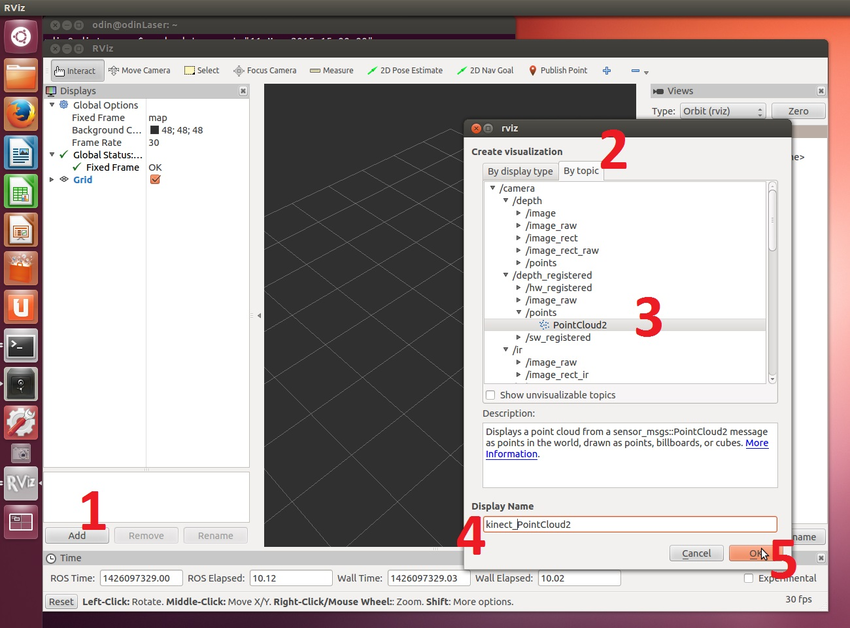 RViz
odin@odinLaser: ~
RViz
Interact Move Camera Select Focus Camera Measure 2D Pose Estimate 2D Nav Goal Publish Point
Displays
Global Options
Fixed Frame map
Background C... 48; 48; 48
Frame Rate 30
Global Status:...
Fixed Frame OK
Grid
1
Add Remove Rename
Views
Type: Orbit (rviz) Zero
rviz
Create visualization
2
By display type By topic
/camera
/depth
/image
/image_raw
/image_rect
/image_rect_raw
/points
/depth_registered
/hw_registered
/image_raw
/points
3
PointCloud2
/sw_registered
/ir
/image_raw
/image_rect_ir
Show unvisualizable topics
Description:
Displays a point cloud from a sensor_msgs::PointCloud2 message
as points in the world, drawn as points, billboards, or cubes. More
Information.
Display Name
4
kinect_PointCloud2
Cancel OK
5
name
Time
ROS Time: 1426097329.00 ROS Elapsed: 10.12 Wall Time: 1426097329.03 Wall Elapsed: 10.02 Experimental
Reset Left-Click: Rotate. Middle-Click: Move X/Y. Right-Click/Mouse Wheel:: Zoom. Shift: More options. 30 fps